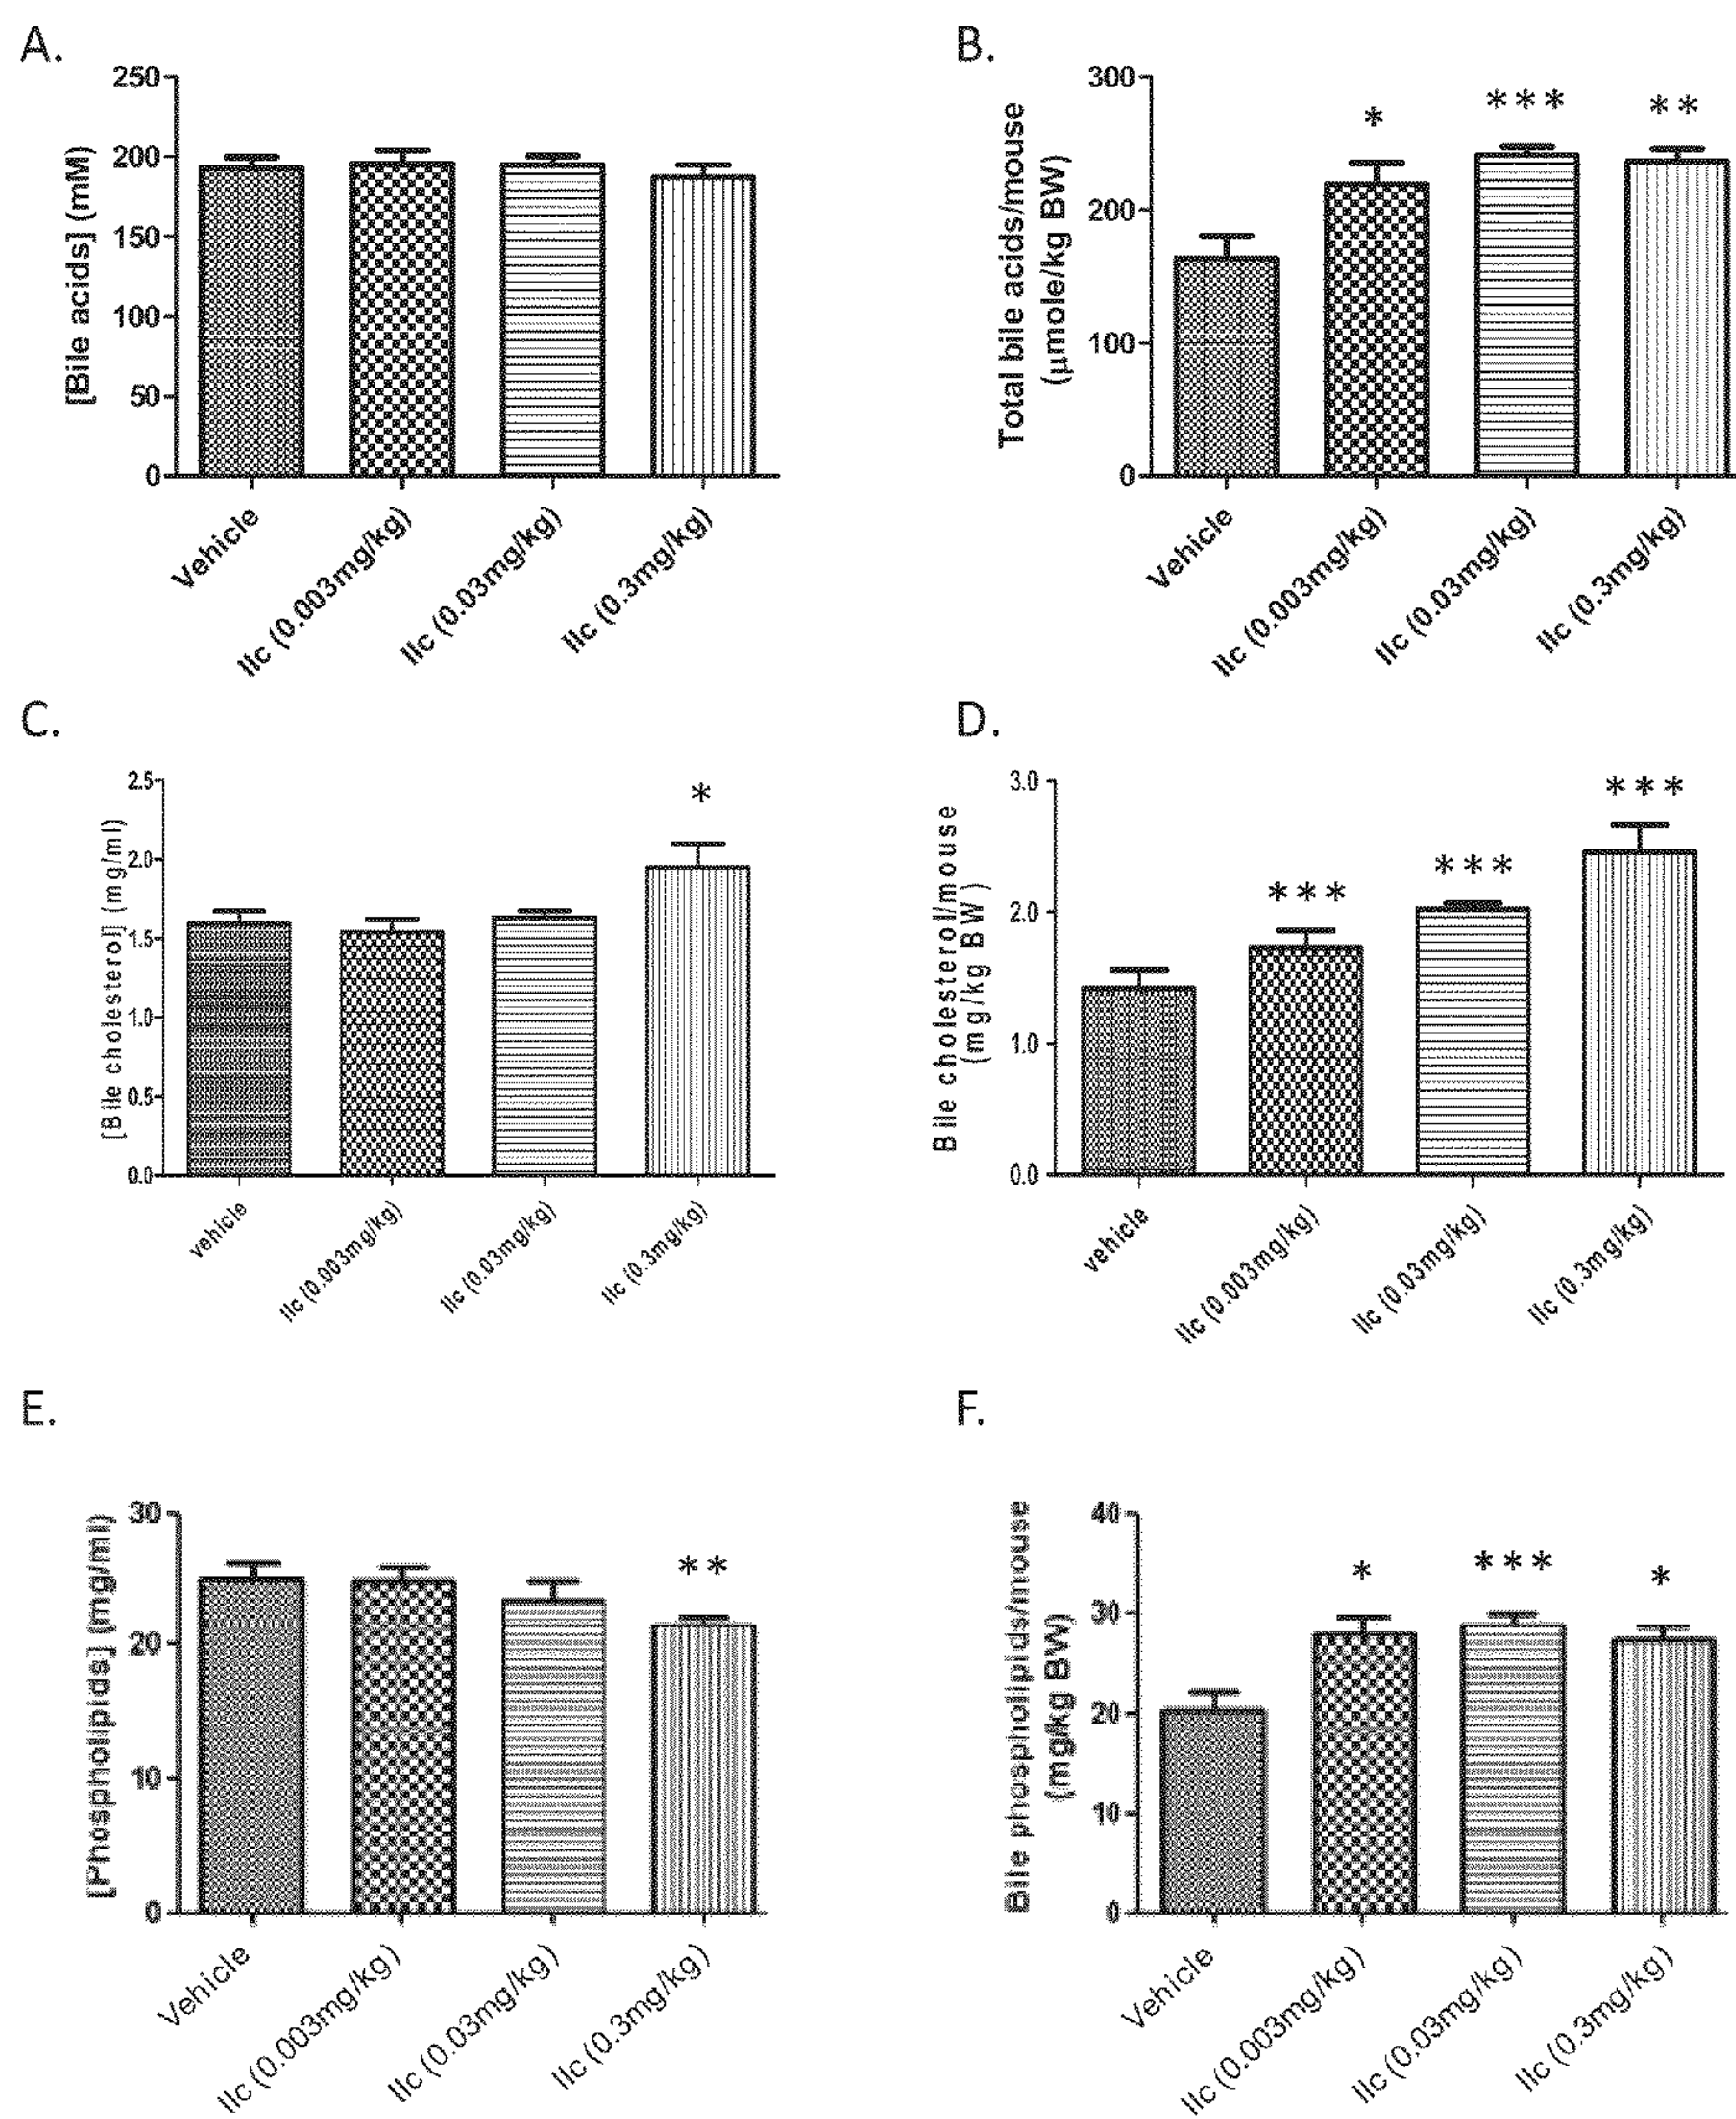 A.
[Bile acids] (mM)
250
200
150
100
50
0
Vehicle
IIc (0.003mg/kg)
IIc (0.03mg/kg)
IIc (0.3mg/kg)
B.
Total bile acids/mouse
(μmole/kg BW)
300
200
100
0
*
***
**
Vehicle
IIc (0.003mg/kg)
IIc (0.03mg/kg)
IIc (0.3mg/kg)
C.
[Bile cholesterol] (mg/ml)
2.5
2.0
1.5
1.0
0.5
0.0
*
vehicle
IIc (0.003mg/kg)
IIc (0.03mg/kg)
IIc (0.3mg/kg)
D.
Bile cholesterol/mouse
(mg/kg BW)
3.0
2.0
1.0
0.0
***
***
***
vehicle
IIc (0.003mg/kg)
IIc (0.03mg/kg)
IIc (0.3mg/kg)
E.
[Phospholipids] (mg/ml)
30
20
10
0
**
Vehicle
IIc (0.003mg/kg)
IIc (0.03mg/kg)
IIc (0.3mg/kg)
F.
Bile phospholipids/mouse
(mg/kg BW)
40
30
20
10
0
*
***
*
Vehicle
IIc (0.003mg/kg)
IIc (0.03mg/kg)
IIc (0.3mg/kg)